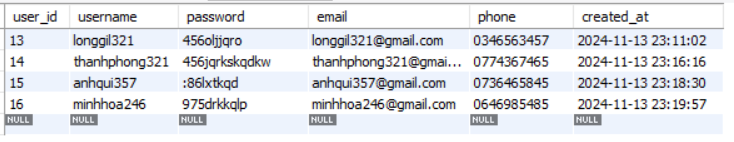 user_id username password email phone created_at
13 longgil321 456oljjqro longgil321@gmail.com 0346563457 2024-11-13 23:11:02
14 thanhphong321 456jqrkskqdkw thanhphong321@gmai... 0774367465 2024-11-13 23:16:16
15 anhqui357 :86lxtkqd anhqui357@gmail.com 0736465845 2024-11-13 23:18:30
16 minhhoa246 975drkkqlp minhhoa246@gmail.com 0646985485 2024-11-13 23:19:57
NULL NULL NULL NULL NULL NULL